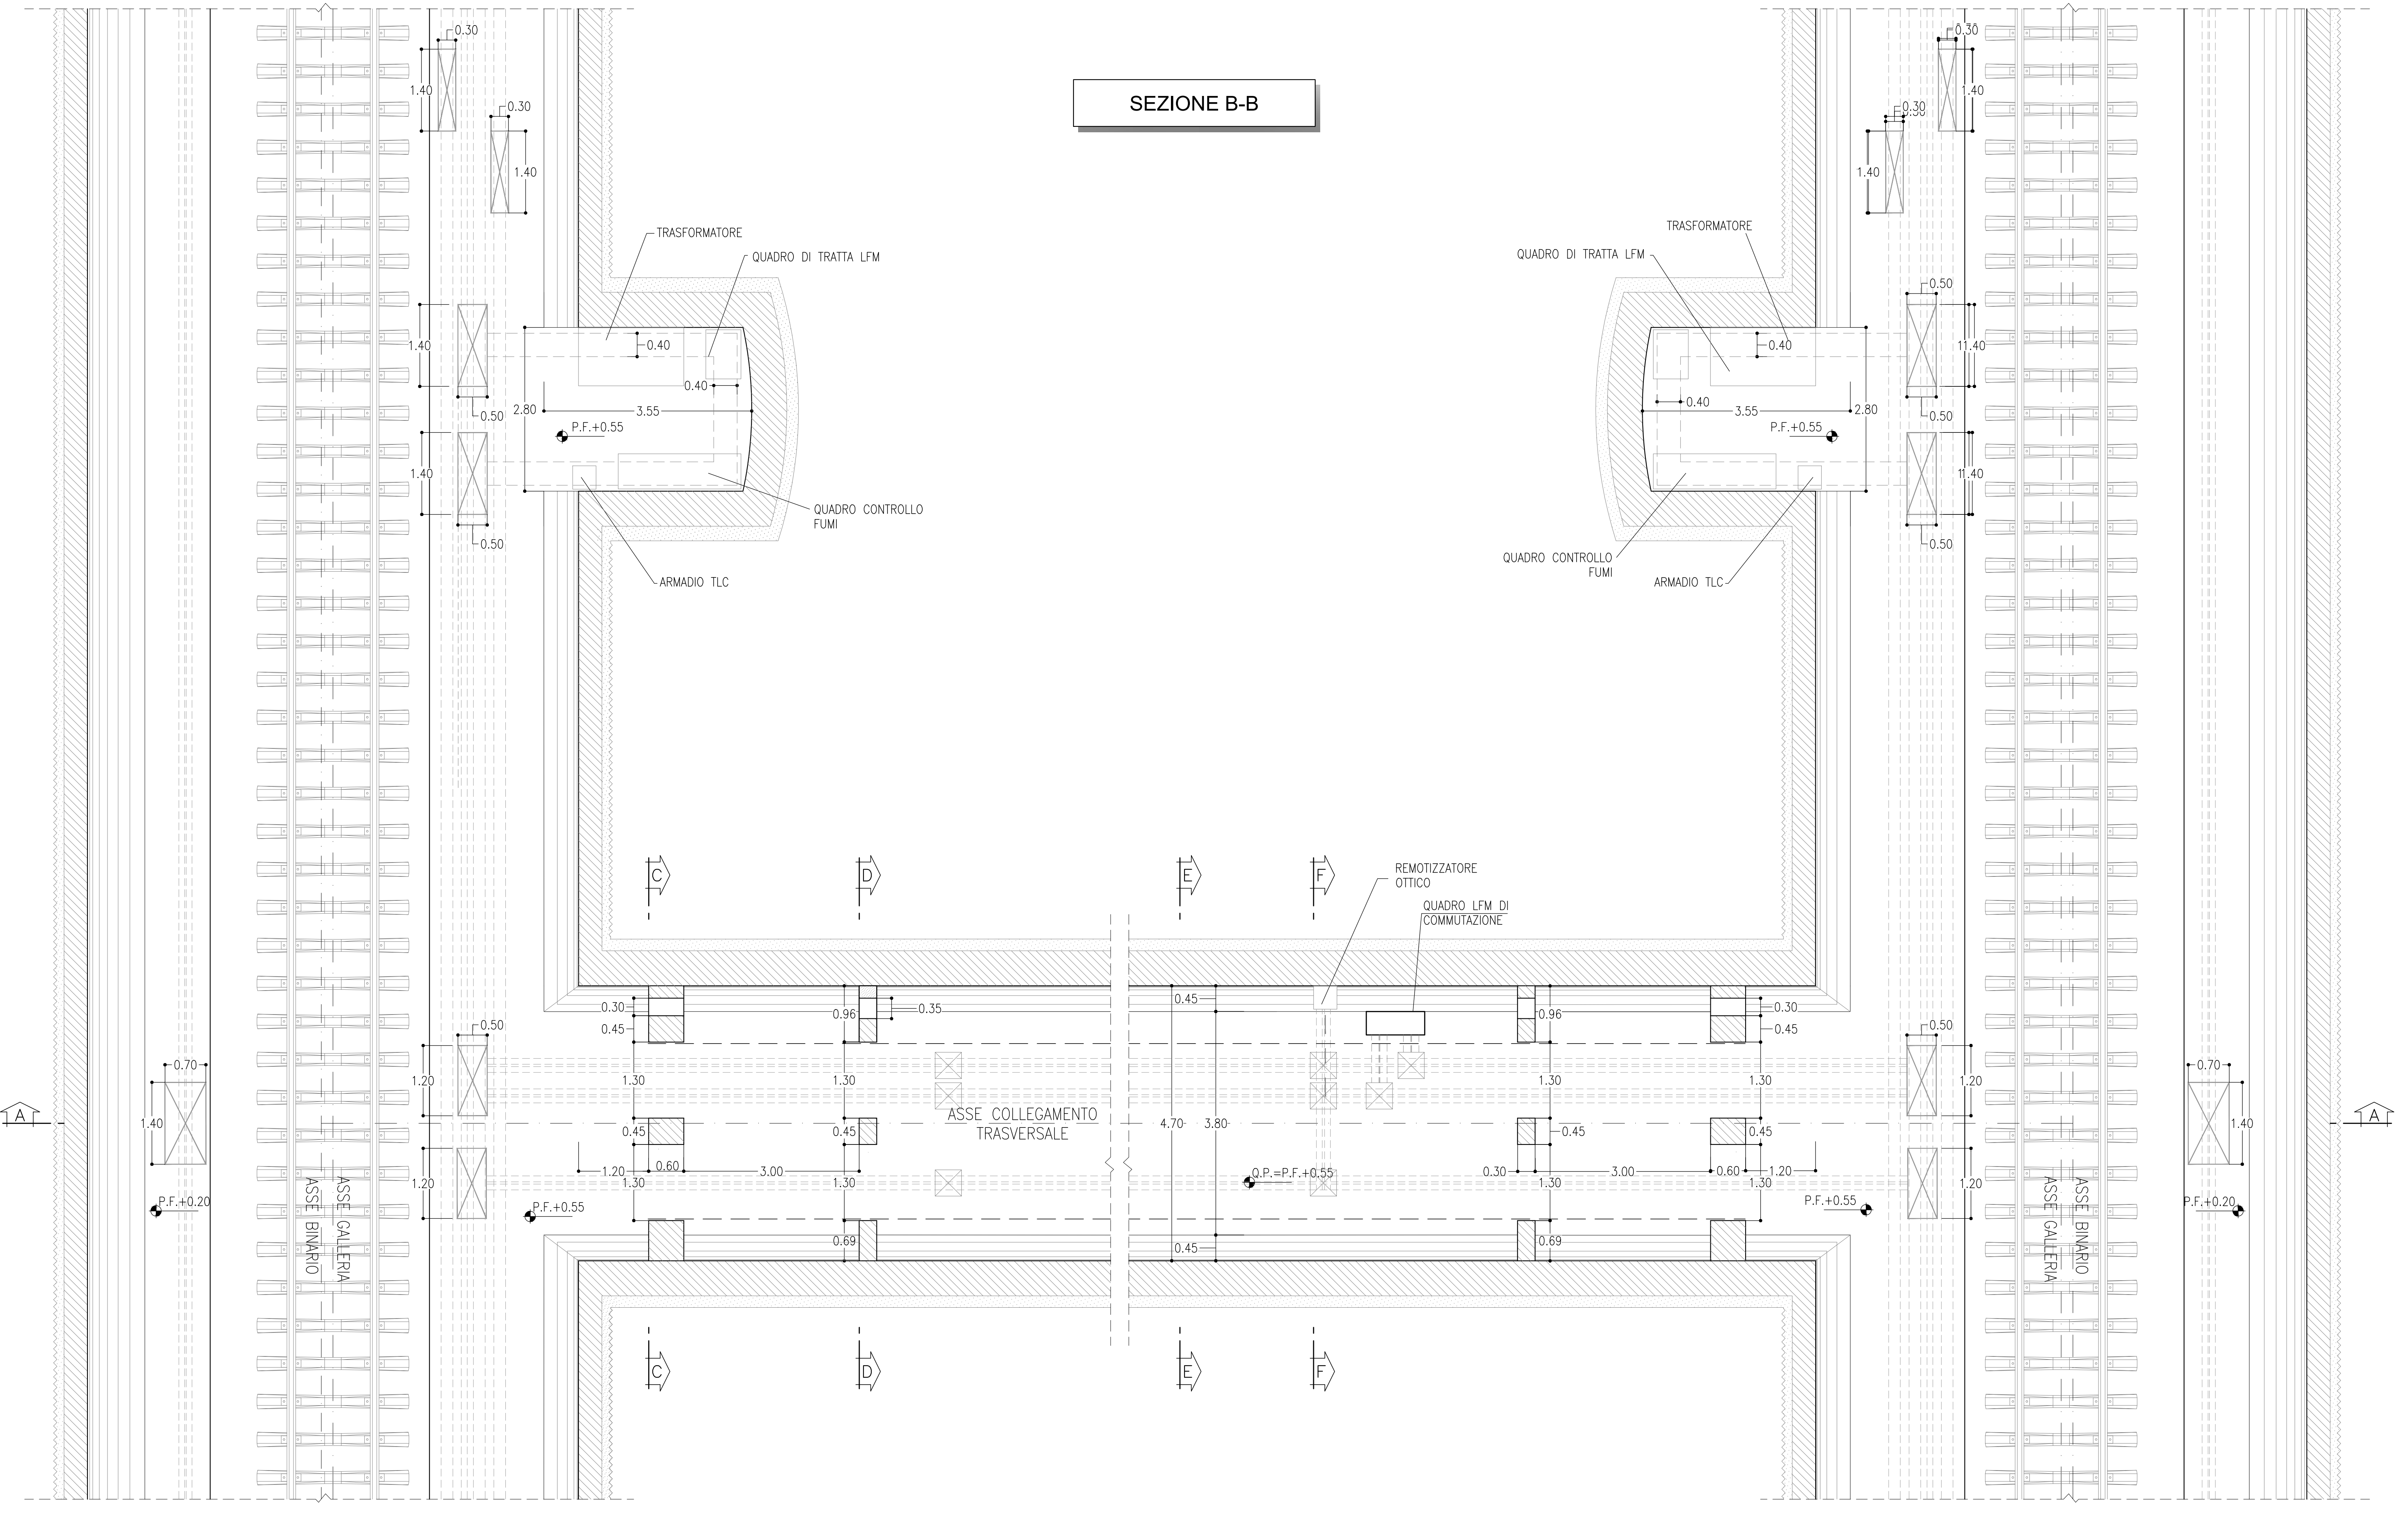 0.30
0.30
1.40
1.40
SEZIONE B-B
0.30
0.30
1.40
1.40
TRASFORMATORE
TRASFORMATORE
QUADRO DI TRATTA LFM
QUADRO DI TRATTA LFM
0.50
1.40
0.40
0.40
11.40
0.40
0.40
2.80
3.55
3.55
2.80
0.50
0.50
P.F.+0.55
P.F.+0.55
1.40
11.40
QUADRO CONTROLLO
FUMI
0.50
0.50
QUADRO CONTROLLO
FUMI
ARMADIO TLC
ARMADIO TLC
C
D
E
F
REMOTIZZATORE
OTTICO
QUADRO LFM DI
COMMUTAZIONE
0.45
0.30
0.96
0.35
0.96
0.30
0.50
0.45
0.45
0.50
0.70
0.70
1.20
1.30
1.30
1.30
1.30
1.20
A
A
1.40
1.40
ASSE COLLEGAMENTO
TRASVERSALE
4.70
3.80
0.45
0.45
0.45
0.45
1.20
0.60
3.00
0.30
3.00
0.60
1.20
Q.P.=P.F.+0.55
1.20
1.30
1.30
1.30
1.30
1.20
P.F.+0.20
P.F.+0.55
P.F.+0.55
P.F.+0.20
ASSE BINARIO
ASSE GALLERIA
ASSE GALLERIA
ASSE BINARIO
0.69
0.45
0.69
C
D
E
F